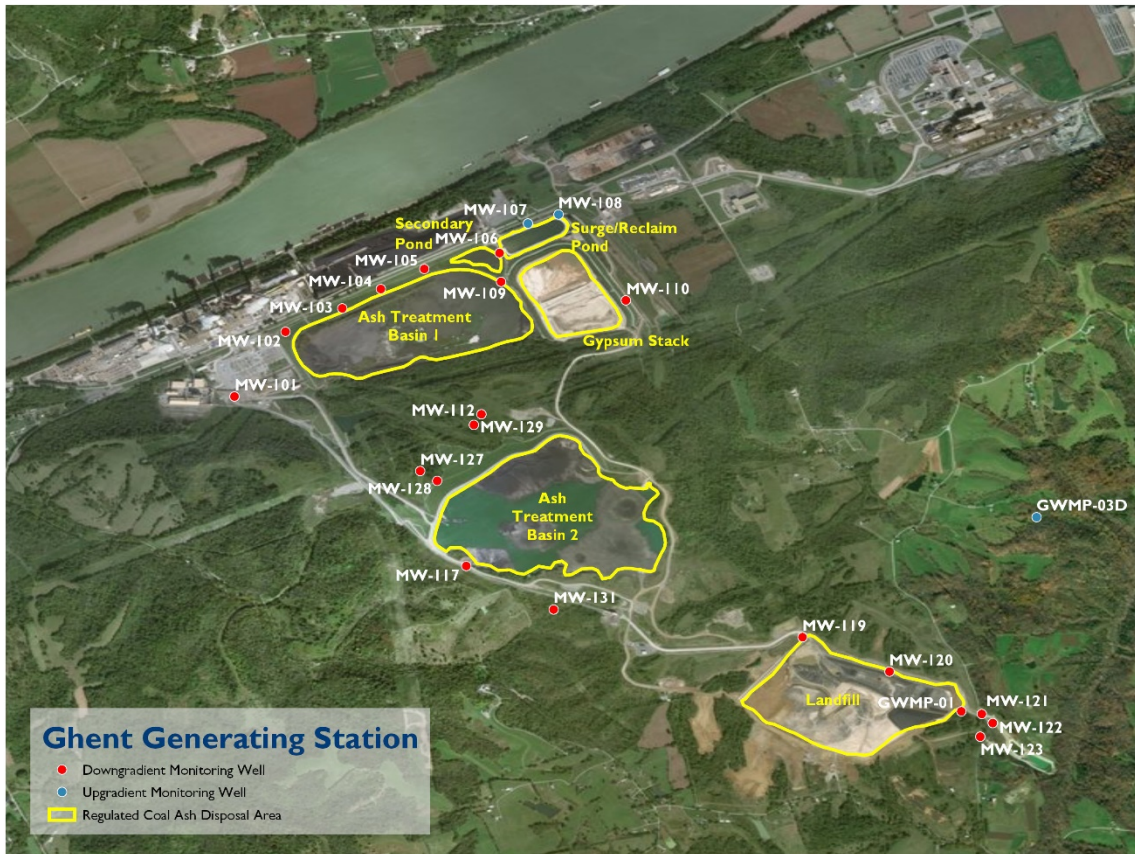 MW-107
MW-108
Secondary
Pond
Surge/Reclaim
Pond
MW-106
MW-105
MW-104
MW-109
MW-110
MW-103
Ash Treatment
Basin 1
MW-102
Gypsum Stack
MW-101
MW-112
MW-129
MW-127
MW-128
Ash
Treatment
Basin 2
GWMP-03D
MW-117
MW-131
MW-119
MW-120
Landfill
GWMP-01
MW-121
MW-122
MW-123
Ghent Generating Station
Downgradient Monitoring Well
Upgradient Monitoring Well
Regulated Coal Ash Disposal Area